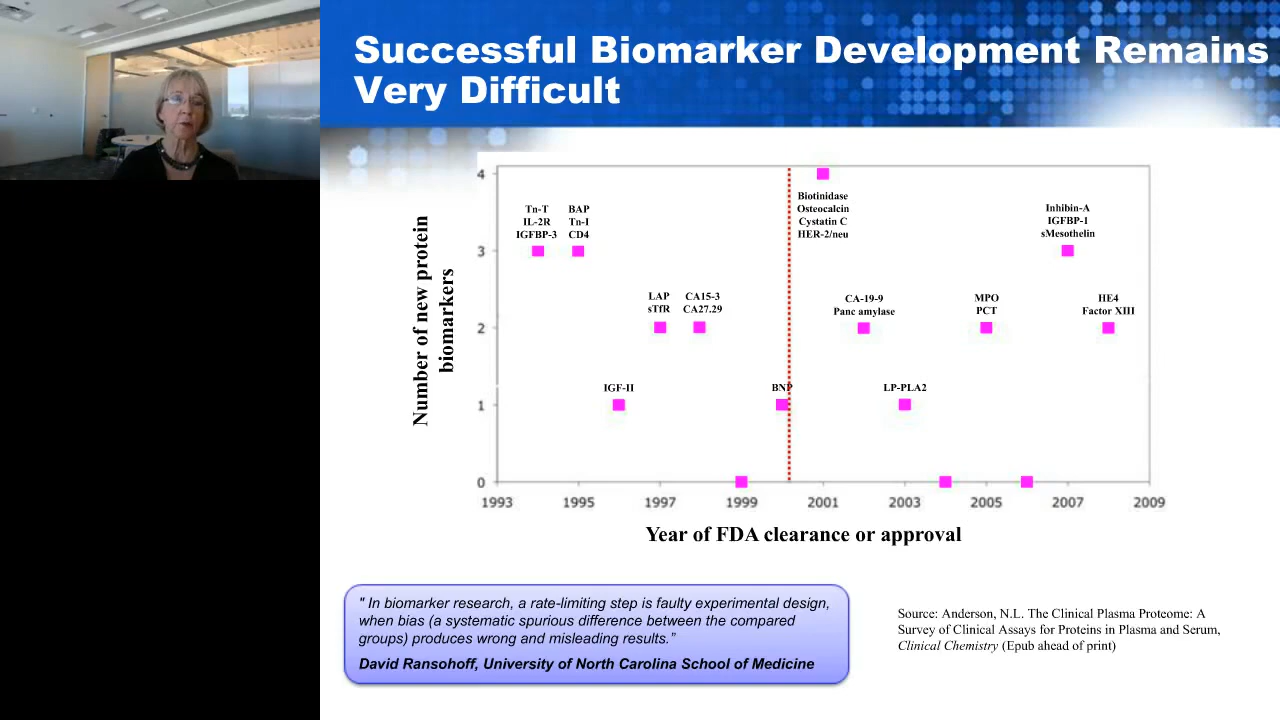 Successful Biomarker Development Remains
Very Difficult
Number of new protein
biomarkers
4
3
2
1
0
Tn-T
IL-2R
IGFBP-3
BAP
Tn-I
CD4
LAP
sTfR
CA15-3
CA27.29
IGF-II
BNP
Biotinidase
Osteocalcin
Cystatin C
HER-2/neu
CA-19-9
Panc amylase
LP-PLA2
MPO
PCT
Inhibin-A
IGFBP-1
sMesothelin
HE4
Factor XIII
1993 1995 1997 1999 2001 2003 2005 2007 2009
Year of FDA clearance or approval
" In biomarker research, a rate-limiting step is faulty experimental design,
when bias (a systematic spurious difference between the compared
groups) produces wrong and misleading results.”
David Ransohoff, University of North Carolina School of Medicine
Source: Anderson, N.L. The Clinical Plasma Proteome: A
Survey of Clinical Assays for Proteins in Plasma and Serum,
Clinical Chemistry (Epub ahead of print)